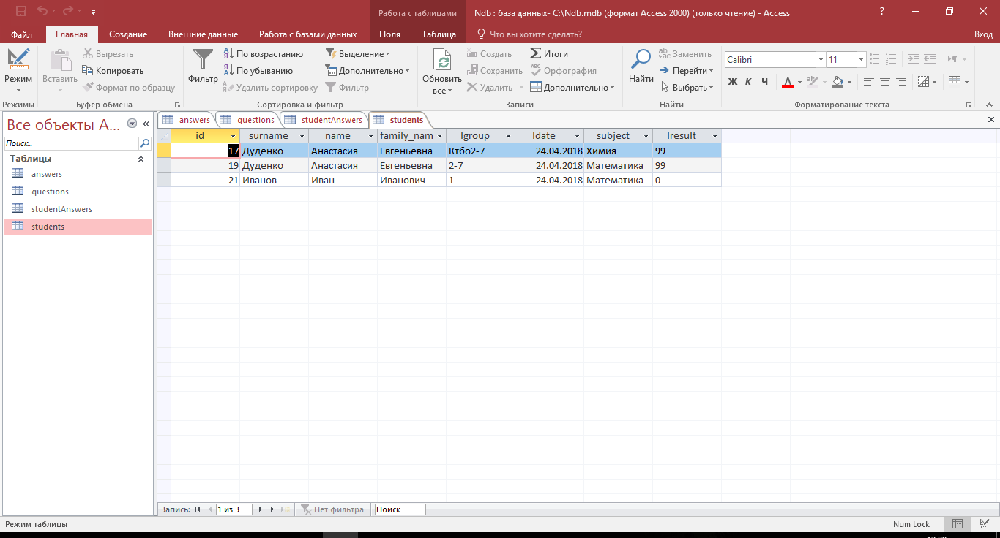 Работа с таблицами
Ndb : база данных- C:\Ndb.mdb (формат Access 2000) (только чтение) - Access
?
Файл Главная Создание Внешние данные Работа с базами данных Поля Таблица Что вы хотите сделать? Вход
Режим
Режимы
Вставить
Вырезать
Копировать
Формат по образцу
Буфер обмена
Фильтр
По возрастанию
По убыванию
Удалить сортировку
Выделение
Дополнительно
Фильтр
Сортировка и фильтр
Обновить
все
Создать
Сохранить
Удалить
Итоги
Орфография
Дополнительно
Записи
Найти
Заменить
Перейти
Выбрать
Найти
Calibri 11
Ж К Ч А
Форматирование текста
Все объекты A...
Поиск...
Таблицы
answers
questions
studentAnswers
students
answers questions studentAnswers students
id surname name family_nam lgroup ldate subject lresult
17 Дуденко Анастасия Евгеньевна Ктбо2-7 24.04.2018 Химия 99
19 Дуденко Анастасия Евгеньевна 2-7 24.04.2018 Математика 99
21 Иванов Иван Иванович 1 24.04.2018 Математика 0
Запись: 1 из 3 Нет фильтра Поиск
Режим таблицы Num Lock